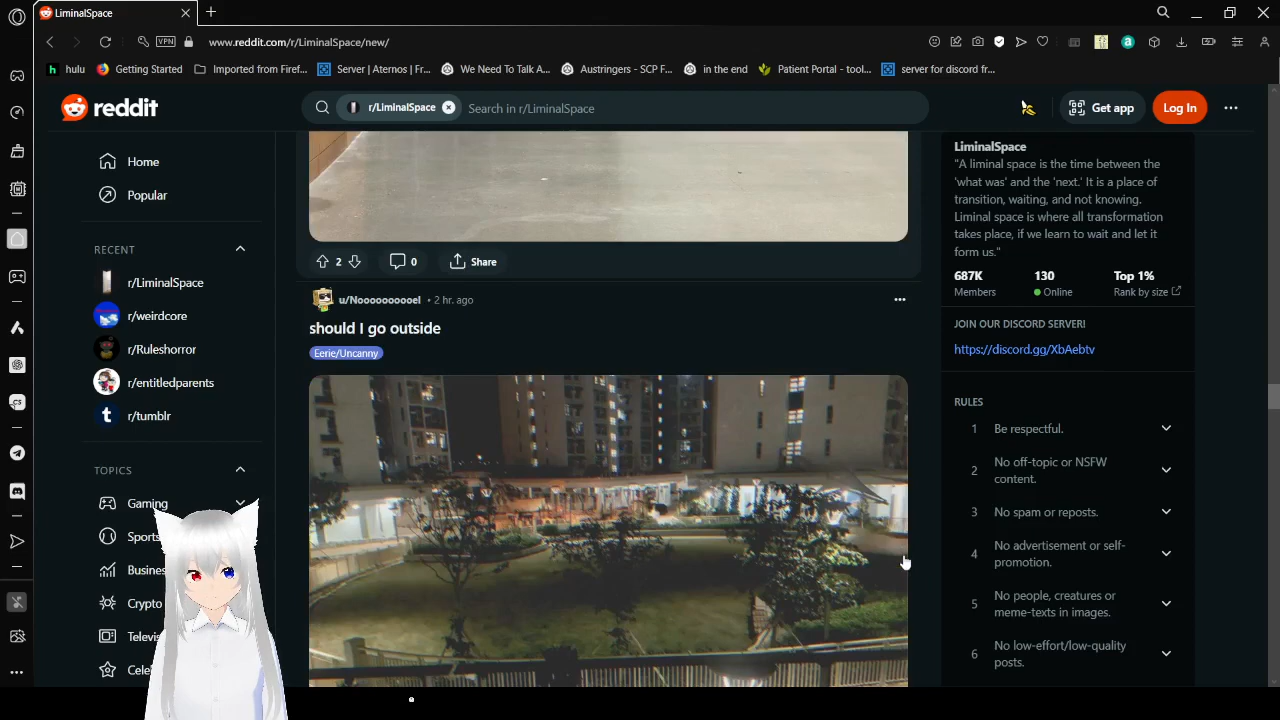 LiminalSpace
VPN
www.reddit.com/r/LiminalSpace/new/
hulu
Getting Started
Imported from Firef...
Server | Aternos | Fr...
We Need To Talk A...
Austringers - SCP F...
in the end
Patient Portal - tool...
server for discord fr...
reddit
r/LiminalSpace
Search in r/LiminalSpace
Get app
Log In
Home
Popular
RECENT
r/LiminalSpace
r/weirdcore
r/Ruleshorror
r/entitledparents
r/tumblr
TOPICS
Gaming
Sports
Busines
Crypto
Televis
Cele
2
0
Share
u/Noooooooooel • 2 hr. ago
should I go outside
Eerie/Uncanny
LiminalSpace
"A liminal space is the time between the
'what was' and the 'next.' It is a place of
transition, waiting, and not knowing.
Liminal space is where all transformation
takes place, if we learn to wait and let it
form us."
687K
130
Top 1%
Members
Online
Rank by size
JOIN OUR DISCORD SERVER!
https://discord.gg/XbAebtv
RULES
1 Be respectful.
2 No off-topic or NSFW
content.
3 No spam or reposts.
4 No advertisement or self-
promotion.
5 No people, creatures or
meme-texts in images.
6 No low-effort/low-quality
posts.